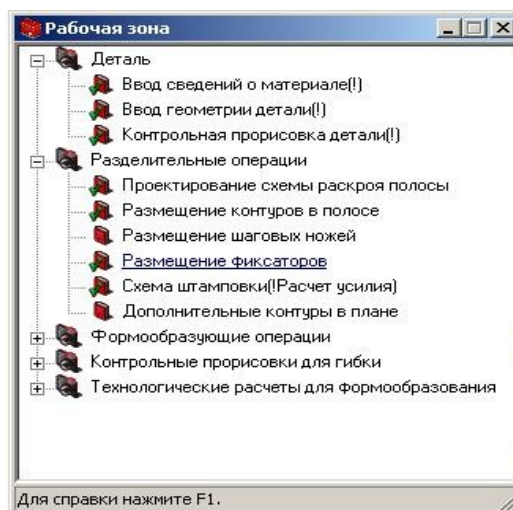 Рабочая зона
Деталь
Ввод сведений о материале(!)
Ввод геометрии детали(!)
Контрольная прорисовка детали(!)
Разделительные операции
Проектирование схемы раскроя полосы
Размещение контуров в полосе
Размещение шаговых ножей
Размещение фиксаторов
Схема штамповки(!Расчет усилия)
Дополнительные контуры в плане
Формообразующие операции
Контрольные прорисовки для гибки
Технологические расчеты для формообразования
Для справки нажмите F1.